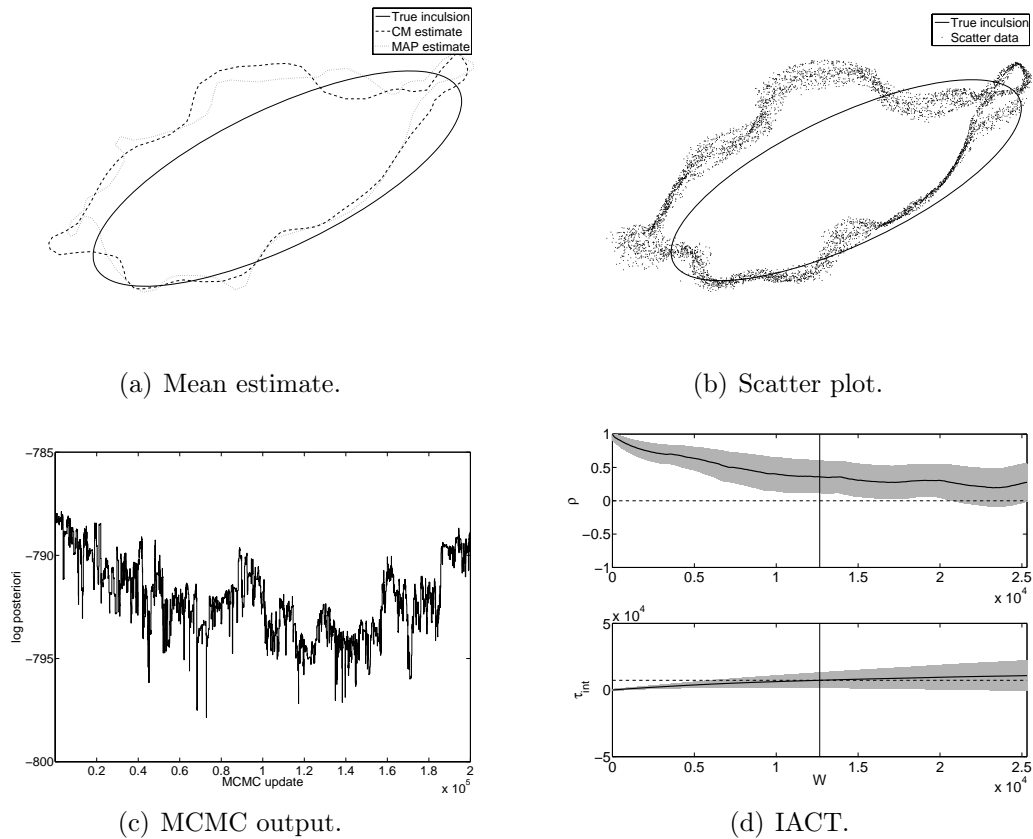 True inculsion
CM estimate
MAP estimate
True inculsion
Scatter data
(a) Mean estimate.
(b) Scatter plot.
−785
−790
−795
−800
log posteriori
0.2 0.4 0.6 0.8 1 1.2 1.4 1.6 1.8 2
MCMC update
x 10^5
(c) MCMC output.
1
0.5
0
−0.5
−1
ρ
0 0.5 1 1.5 2 2.5
x 10^4
x 10^4
5
0
−5
τ_int
0 0.5 1 1.5 2 2.5
W
x 10^4
(d) IACT.